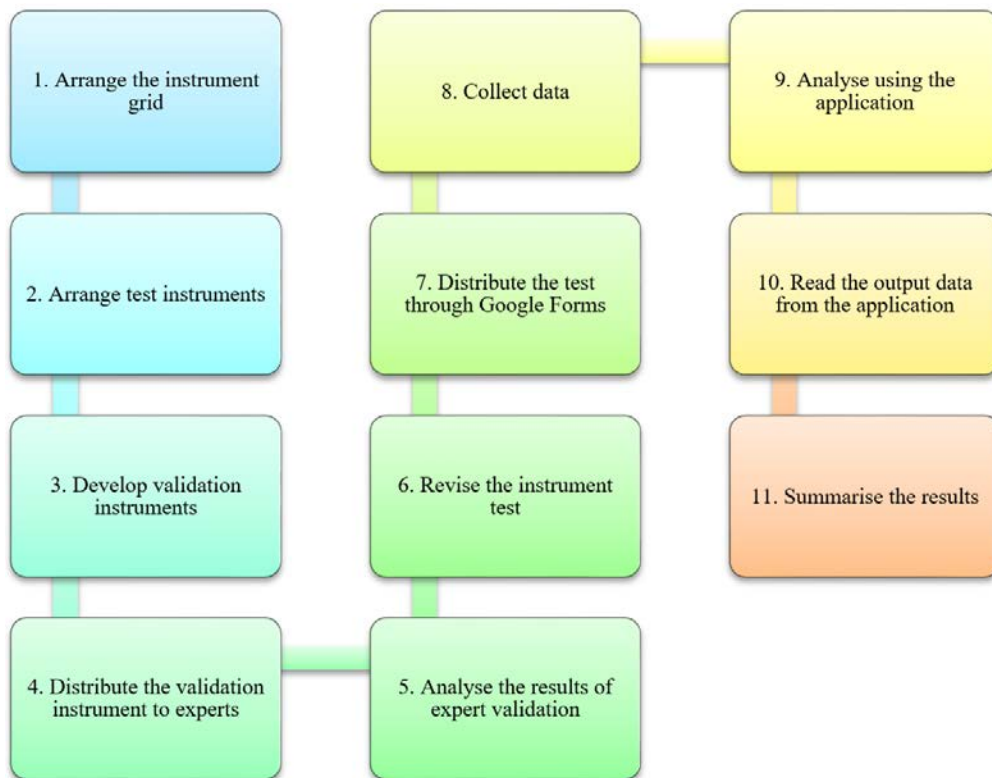 1. Arrange the instrument
grid
2. Arrange test instruments
3. Develop validation
instruments
4. Distribute the validation
instrument to experts
5. Analyse the results of
expert validation
6. Revise the instrument
test
7. Distribute the test
through Google Forms
8. Collect data
9. Analyse using the
application
10. Read the output data
from the application
11. Summarise the results